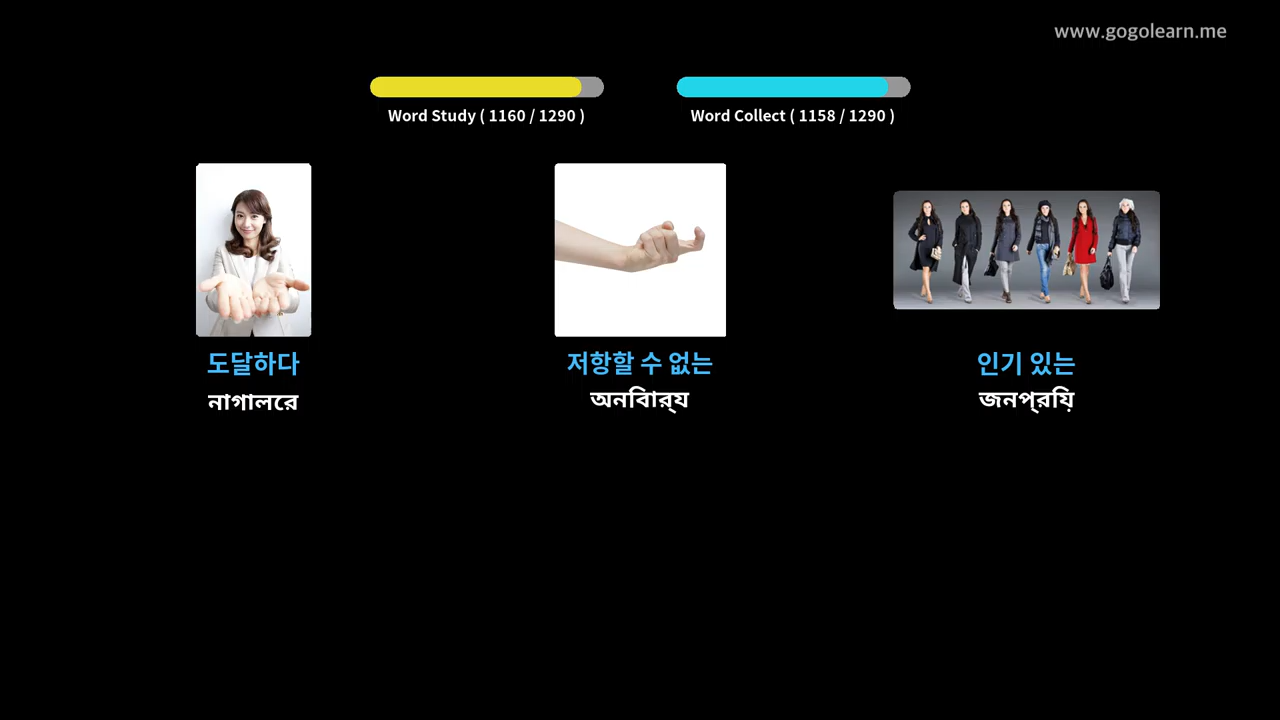 www.gogolearn.me
Word Study ( 1160 / 1290 )
Word Collect ( 1158 / 1290 )
도달하다
저항할 수 없는
인기 있는
নাগালরে
অনবিার্য
জনপ্রযি়